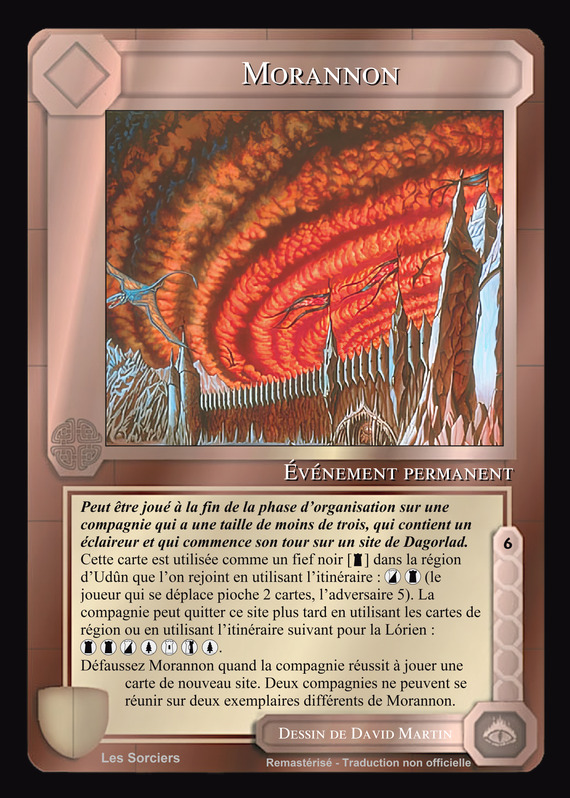 Morannon
Événement permanent
Peut être joué à la fin de la phase d’organisation sur une
compagnie qui a une taille de moins de trois, qui contient un
éclaireur et qui commence son tour sur un site de Dagorlad.
Cette carte est utilisée comme un fief noir [ ] dans la région
d’Udûn que l’on rejoint en utilisant l’itinéraire : (le
joueur qui se déplace pioche 2 cartes, l’adversaire 5). La
compagnie peut quitter ce site plus tard en utilisant les cartes de
région ou en utilisant l’itinéraire suivant pour la Lórien :
.
Défaussez Morannon quand la compagnie réussit à jouer une
carte de nouveau site. Deux compagnies ne peuvent se
réunir sur deux exemplaires différents de Morannon.
6
Dessin de David Martin
Les Sorciers
Remastérisé - Traduction non officielle